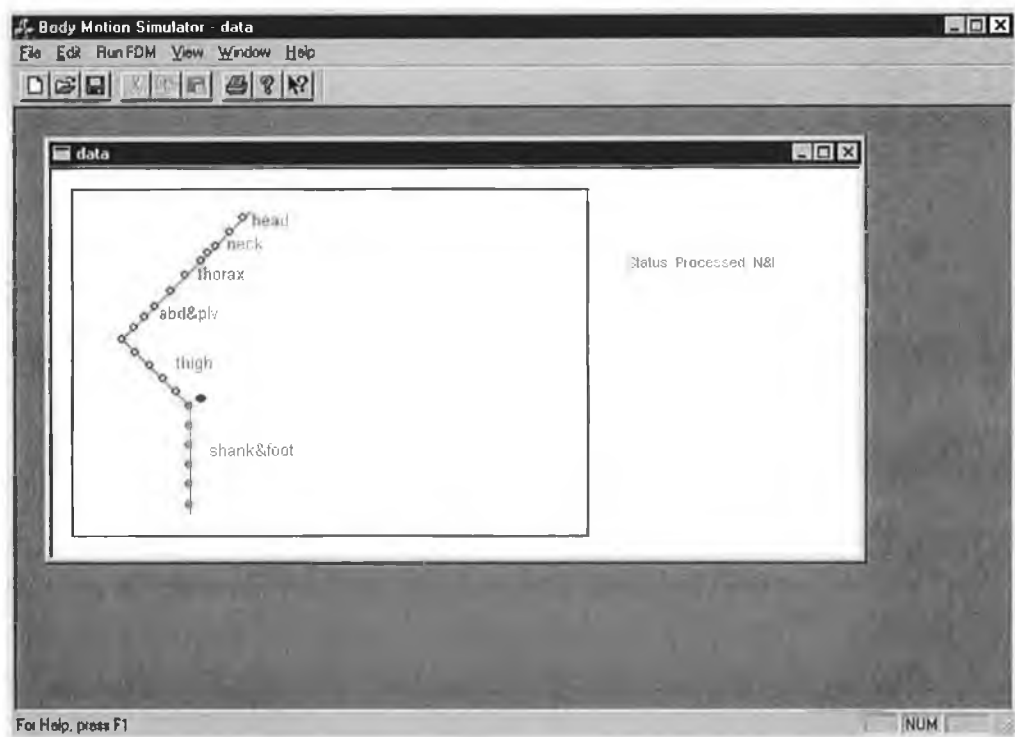 Body Motion Simulator - data
File Edit Run FDM View Window Help
data
head
neck
Status Processed N&I
thorax
abd&plv
thigh
shank&foot
For Help, press F1
NUM